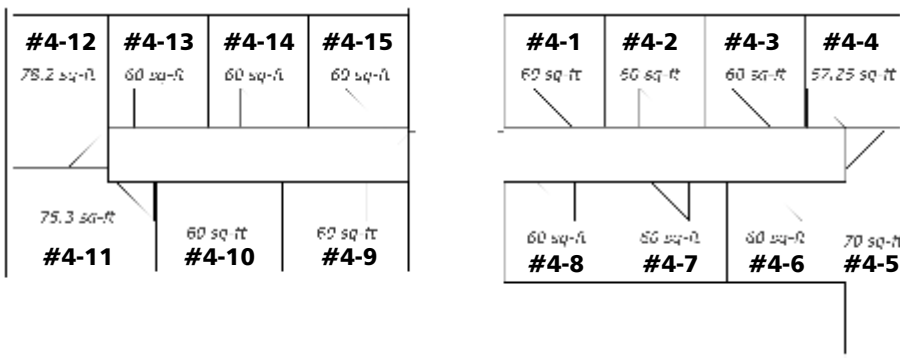 #4-12 #4-13 #4-14 #4-15 #4-1 #4-2 #4-3 #4-4
78.2 sq-ft 60 sq-ft 60 sq-ft 60 sq-ft 60 sq-ft 60 sq-ft 60 sq-ft 57.25 sq-ft
75.3 sq-ft 60 sq-ft 60 sq-ft 60 sq-ft 60 sq-ft 60 sq-ft 70 sq-ft
#4-11 #4-10 #4-9 #4-8 #4-7 #4-6 #4-5